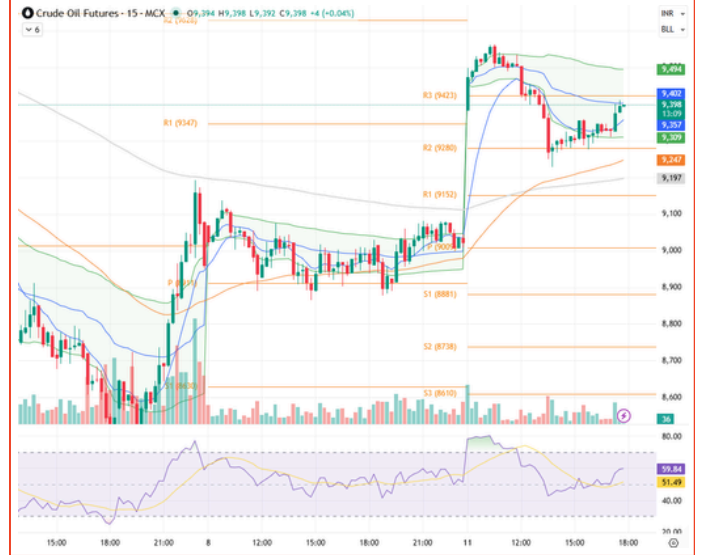 Crude Oil Futures - 15 - MCX O9,394 H9,398 L9,392 C9,398 +4 (+0.04%)
6
INR
BLL
9,494
R3 (9423)
9,402
9,398
13:09
R1 (9347)
9,357
9,309
R2 (9280)
9,247
9,197
R1 (9152)
9,100
9,000
8,900
S1 (8881)
8,800
S2 (8738)
8,700
S3 (8610)
8,600
36
80.00
59.84
51.49
40.00
20.00
15:00 18:00 21:00 8 12:00 15:00 18:00 21:00 11 12:00 15:00 18:00